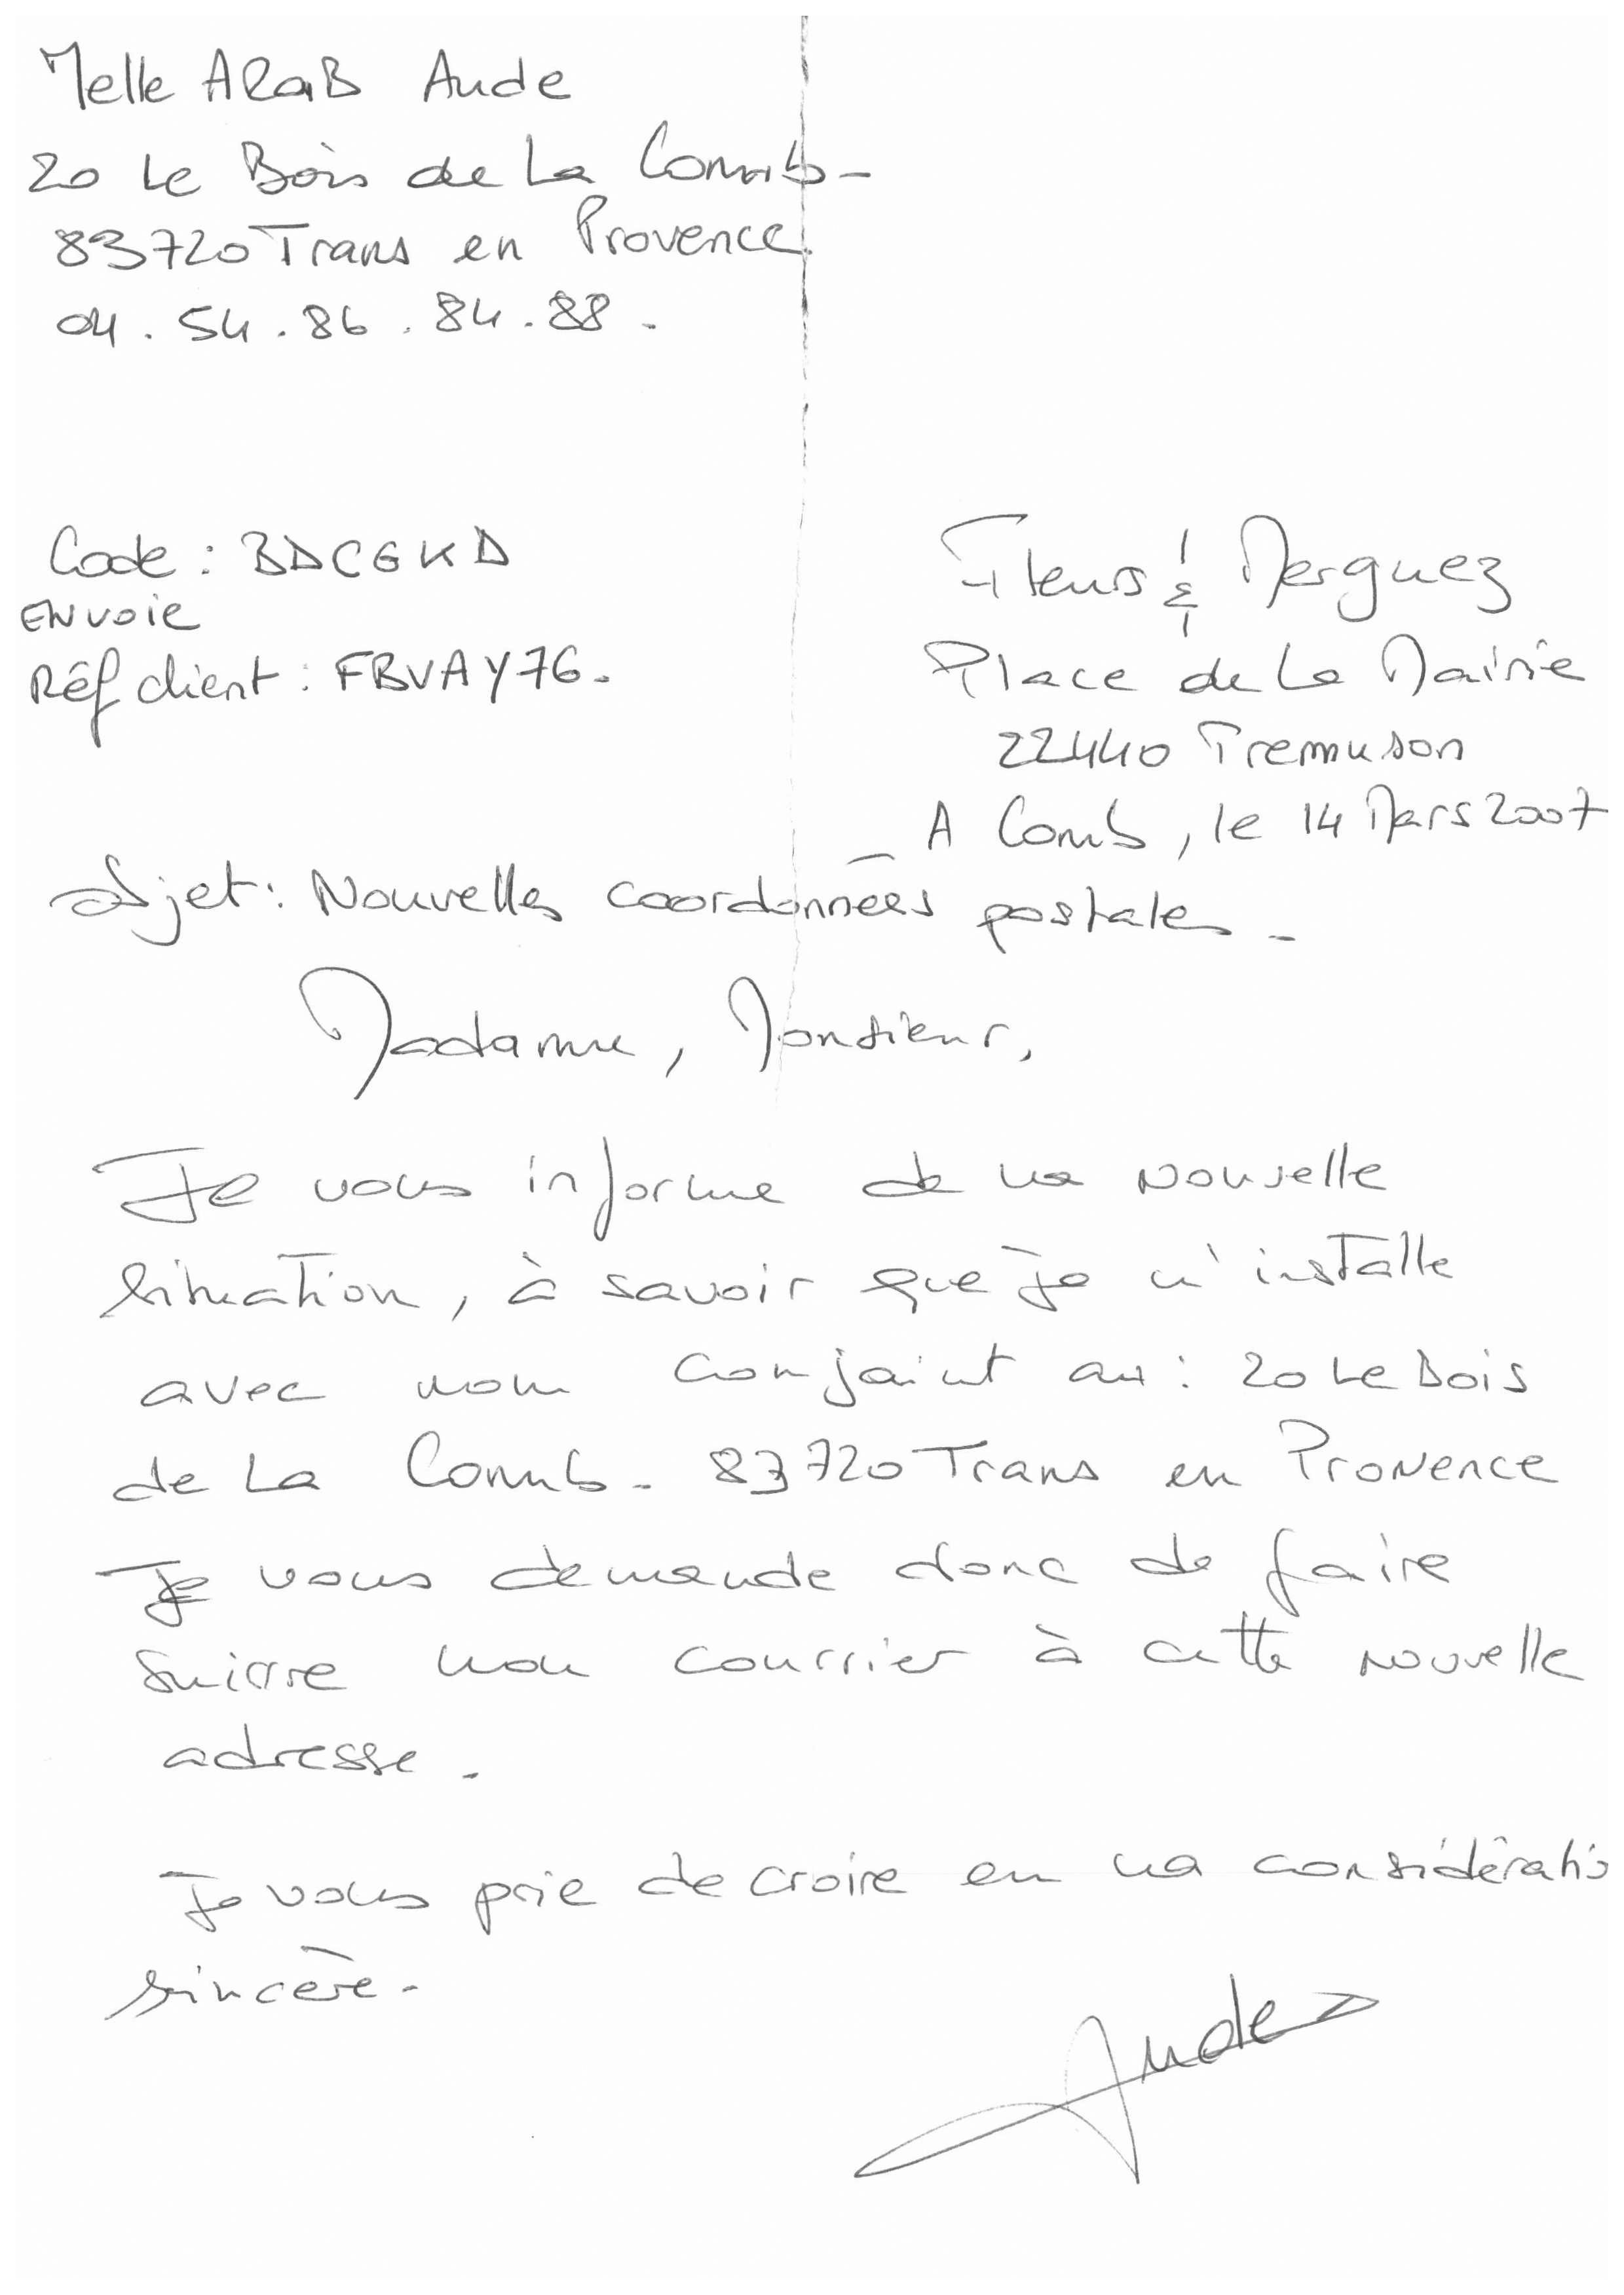 Melle ARaB Aude
20 Le Bois de La Comb -
83720 Trans en Provence
04.54.86.84.88.
Code : BDCGKD
ENVOIE
Réf client : FBVAY76.
Fleurs & Merguez
Place de La Mairie
22440 Tremuson
A Comb, le 14 Mars 2007
Objet : Nouvelles coordonnées postales -
Madame, Monsieur,
Je vous informe de ma nouvelle
situation, à savoir que je m'installe
avec mon conjoint au : 20 Le Bois
de La Comb - 83720 Trans en Provence
Je vous demande donc de faire
suivre mon courrier à cette nouvelle
adresse.
Je vous prie de croire en ma considératio
sincère.
Aude